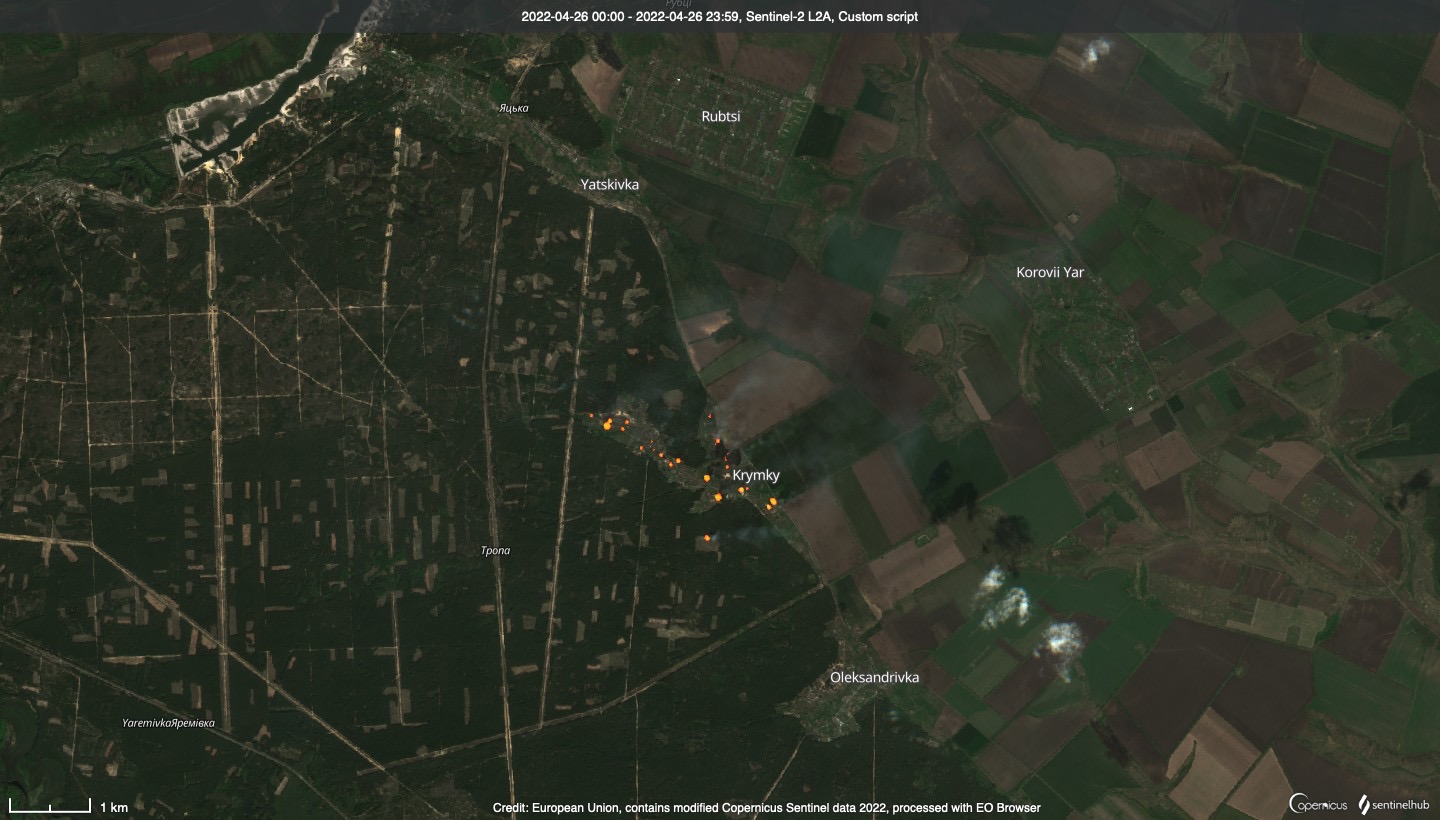 Рубці
2022-04-26 00:00 - 2022-04-26 23:59, Sentinel-2 L2A, Custom script
Яцька
Rubtsi
Yatskivka
Korovii Yar
Krymky
Тропа
Oleksandrivka
YaremivkaЯремівка
1 km
Credit: European Union, contains modified Copernicus Sentinel data 2022, processed with EO Browser
Copernicus
sentinelhub